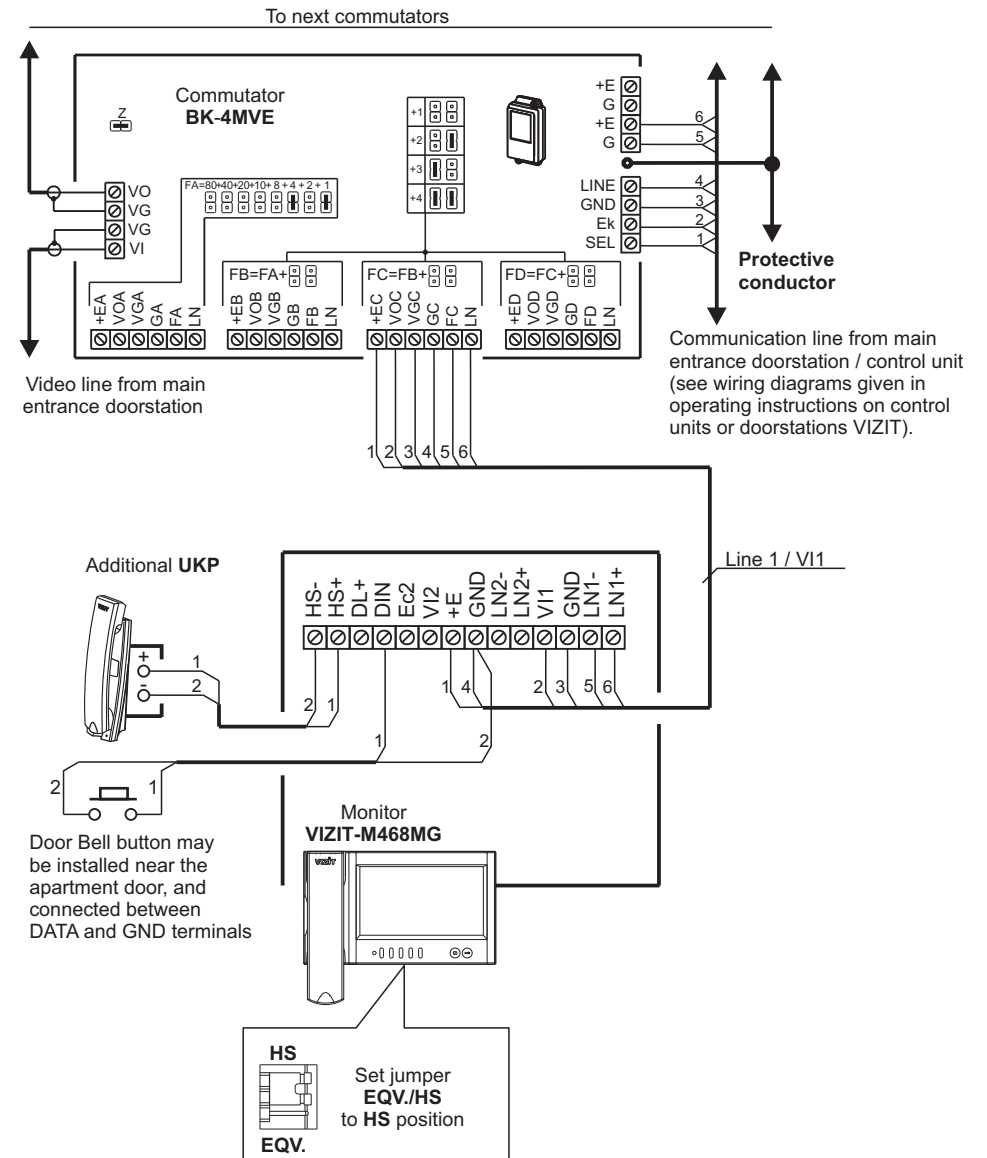 To next commutators
Commutator
BK-4MVE
Z
+1
+2
+3
+4
+E
G
+E
G
6
5
LINE
GND
Ek
SEL
4
3
2
1
VO
VG
VG
VI
FA=80+40+20+10+ 8 + 4 + 2 + 1
FB=FA+
FC=FB+
FD=FC+
+EA
VOA
VGA
GA
FA
LN
+EB
VOB
VGB
GB
FB
LN
+EC
VOC
VGC
GC
FC
LN
+ED
VOD
VGD
GD
FD
LN
Protective
conductor
Video line from main
entrance doorstation
Communication line from main
entrance doorstation / control unit
(see wiring diagrams given in
operating instructions on control
units or doorstations VIZIT).
1 2 3 4 5 6
Line 1 / VI1
Additional UKP
VIZIT
+
-
1
2
HS-
HS+
DL+
DIN
Ec2
VI2
+E
GND
LN2-
LN2+
VI1
GND
LN1-
LN1+
2 1
1 4
2 3 5 6
1
2
2
1
Door Bell button may
be installed near the
apartment door, and
connected between
DATA and GND terminals
Monitor
VIZIT-M468MG
VIZIT
HS
EQV.
Set jumper
EQV./HS
to HS position